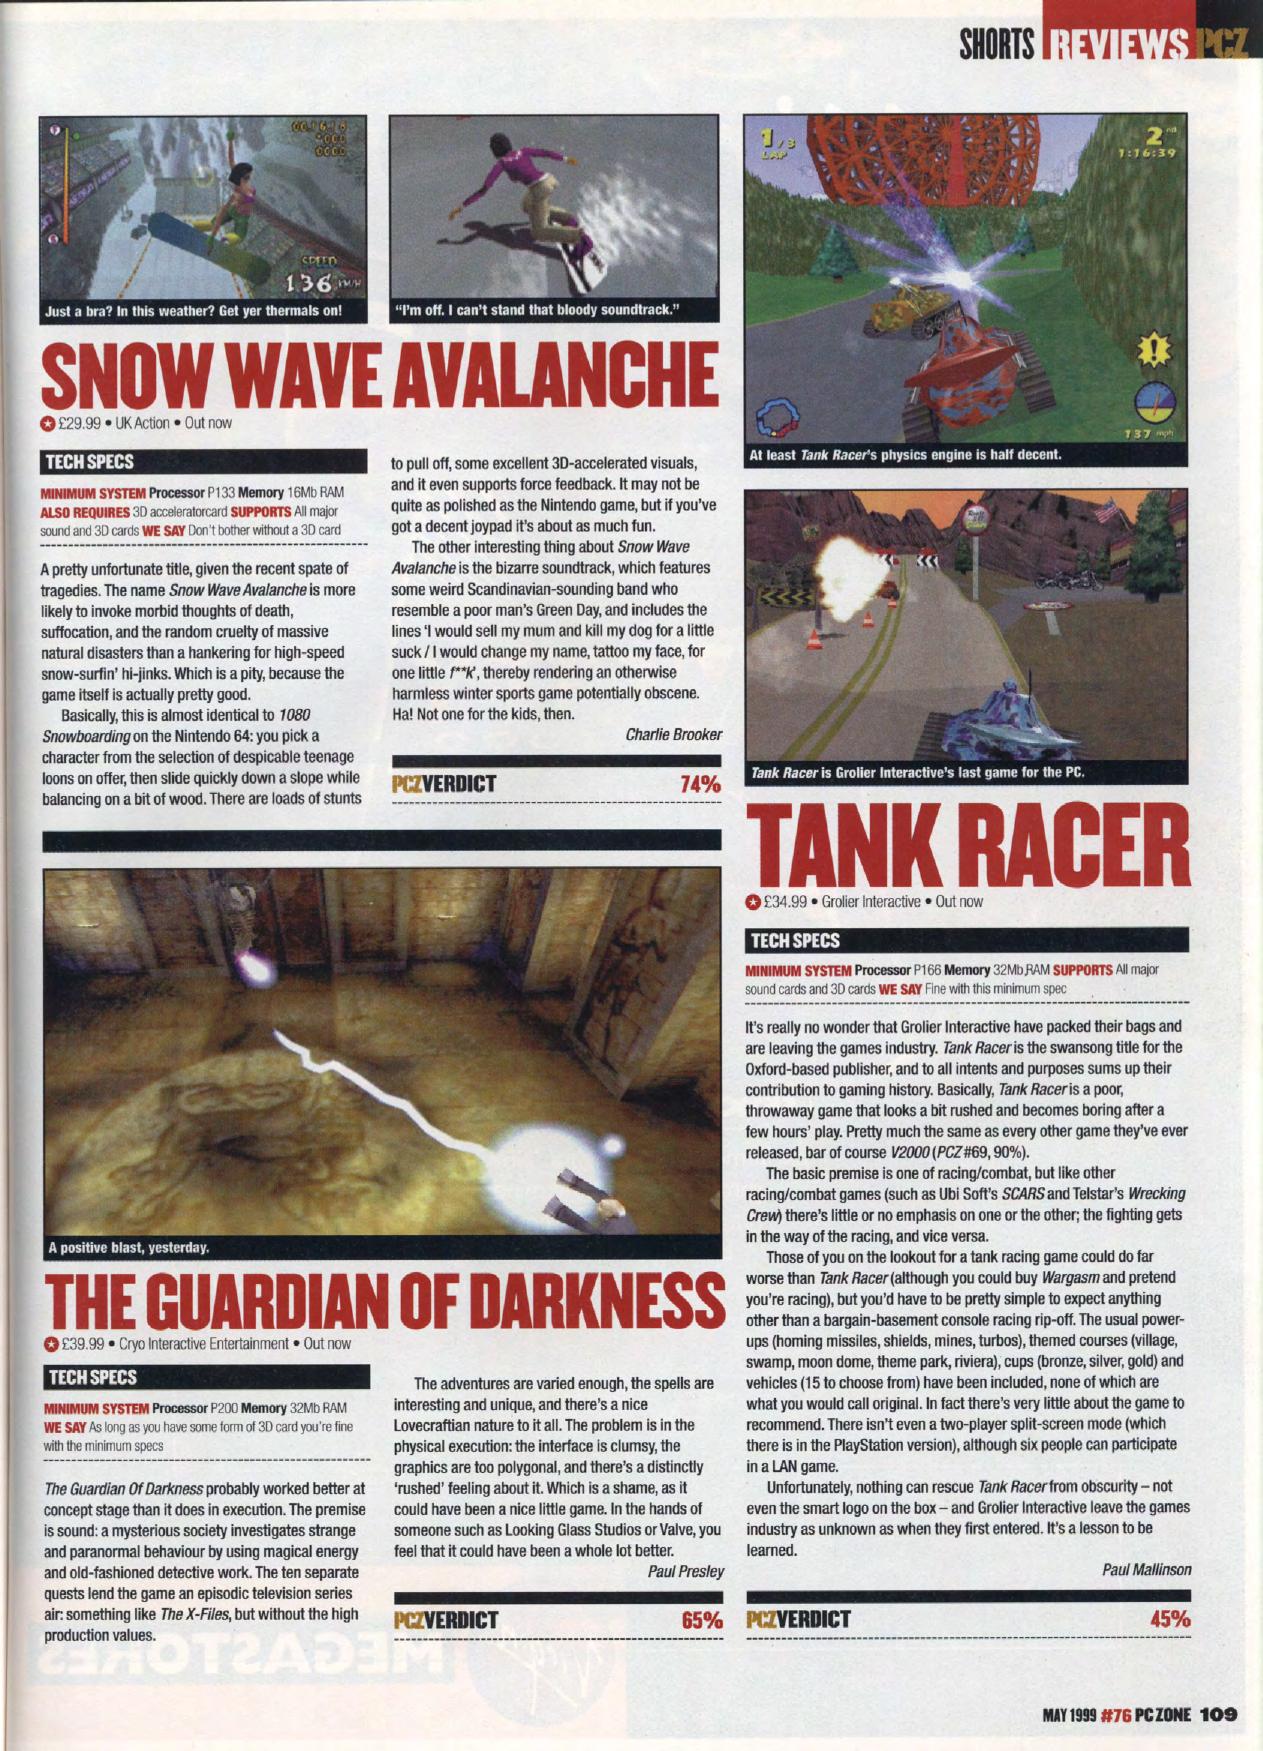 SHORTS REVIEWS PCZ
SPEED
136 KM/H
Just a bra? In this weather? Get yer thermals on!
"I'm off. I can't stand that bloody soundtrack."
SNOW WAVE AVALANCHE
£29.99 • UK Action • Out now
TECH SPECS
MINIMUM SYSTEM Processor P133 Memory 16Mb RAM
ALSO REQUIRES 3D acceleratorcard SUPPORTS All major
sound and 3D cards WE SAY Don't bother without a 3D card
A pretty unfortunate title, given the recent spate of
tragedies. The name Snow Wave Avalanche is more
likely to invoke morbid thoughts of death,
suffocation, and the random cruelty of massive
natural disasters than a hankering for high-speed
snow-surfin' hi-jinks. Which is a pity, because the
game itself is actually pretty good.
Basically, this is almost identical to 1080
Snowboarding on the Nintendo 64: you pick a
character from the selection of despicable teenage
loons on offer, then slide quickly down a slope while
balancing on a bit of wood. There are loads of stunts
to pull off, some excellent 3D-accelerated visuals,
and it even supports force feedback. It may not be
quite as polished as the Nintendo game, but if you've
got a decent joypad it's about as much fun.
The other interesting thing about Snow Wave
Avalanche is the bizarre soundtrack, which features
some weird Scandinavian-sounding band who
resemble a poor man's Green Day, and includes the
lines 'I would sell my mum and kill my dog for a little
suck / I would change my name, tattoo my face, for
one little f**k', thereby rendering an otherwise
harmless winter sports game potentially obscene.
Ha! Not one for the kids, then.
Charlie Brooker
PCZVERDICT 74%
A positive blast, yesterday.
THE GUARDIAN OF DARKNESS
£39.99 • Cryo Interactive Entertainment • Out now
TECH SPECS
MINIMUM SYSTEM Processor P200 Memory 32Mb RAM
WE SAY As long as you have some form of 3D card you're fine
with the minimum specs
The Guardian Of Darkness probably worked better at
concept stage than it does in execution. The premise
is sound: a mysterious society investigates strange
and paranormal behaviour by using magical energy
and old-fashioned detective work. The ten separate
quests lend the game an episodic television series
air: something like The X-Files, but without the high
production values.
The adventures are varied enough, the spells are
interesting and unique, and there's a nice
Lovecraftian nature to it all. The problem is in the
physical execution: the interface is clumsy, the
graphics are too polygonal, and there's a distinctly
'rushed' feeling about it. Which is a shame, as it
could have been a nice little game. In the hands of
someone such as Looking Glass Studios or Valve, you
feel that it could have been a whole lot better.
Paul Presley
PCZVERDICT 65%
1/3 LAP
2nd
1:16:39
137 mph
At least Tank Racer's physics engine is half decent.
Tank Racer is Grolier Interactive's last game for the PC.
TANK RACER
£34.99 • Grolier Interactive • Out now
TECH SPECS
MINIMUM SYSTEM Processor P166 Memory 32Mb RAM SUPPORTS All major
sound cards and 3D cards WE SAY Fine with this minimum spec
It's really no wonder that Grolier Interactive have packed their bags and
are leaving the games industry. Tank Racer is the swansong title for the
Oxford-based publisher, and to all intents and purposes sums up their
contribution to gaming history. Basically, Tank Racer is a poor,
throwaway game that looks a bit rushed and becomes boring after a
few hours' play. Pretty much the same as every other game they've ever
released, bar of course V2000 (PCZ #69, 90%).
The basic premise is one of racing/combat, but like other
racing/combat games (such as Ubi Soft's SCARS and Telstar's Wrecking
Crew) there's little or no emphasis on one or the other; the fighting gets
in the way of the racing, and vice versa.
Those of you on the lookout for a tank racing game could do far
worse than Tank Racer (although you could buy Wargasm and pretend
you're racing), but you'd have to be pretty simple to expect anything
other than a bargain-basement console racing rip-off. The usual power-
ups (homing missiles, shields, mines, turbos), themed courses (village,
swamp, moon dome, theme park, riviera), cups (bronze, silver, gold) and
vehicles (15 to choose from) have been included, none of which are
what you would call original. In fact there's very little about the game to
recommend. There isn't even a two-player split-screen mode (which
there is in the PlayStation version), although six people can participate
in a LAN game.
Unfortunately, nothing can rescue Tank Racer from obscurity – not
even the smart logo on the box – and Grolier Interactive leave the games
industry as unknown as when they first entered. It's a lesson to be
learned.
Paul Mallinson
PCZVERDICT 45%
MEGASTORES
MAY 1999 #76 PC ZONE 109